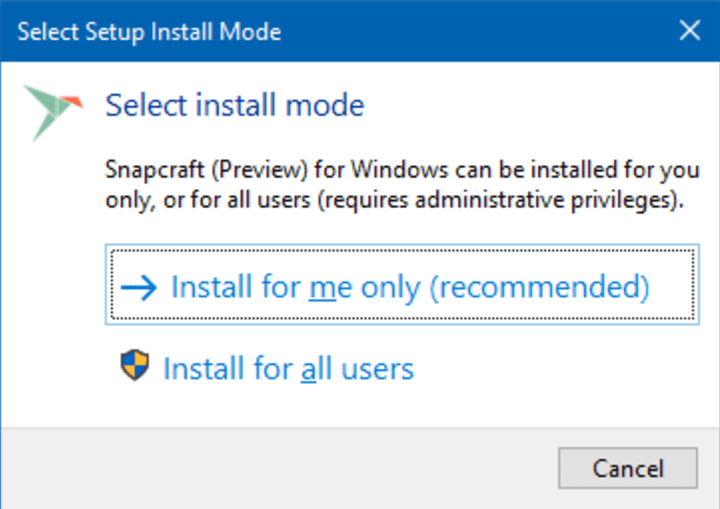 Select Setup Install Mode
Select install mode
Snapcraft (Preview) for Windows can be installed for you
only, or for all users (requires administrative privileges).
Install for me only (recommended)
Install for all users
Cancel